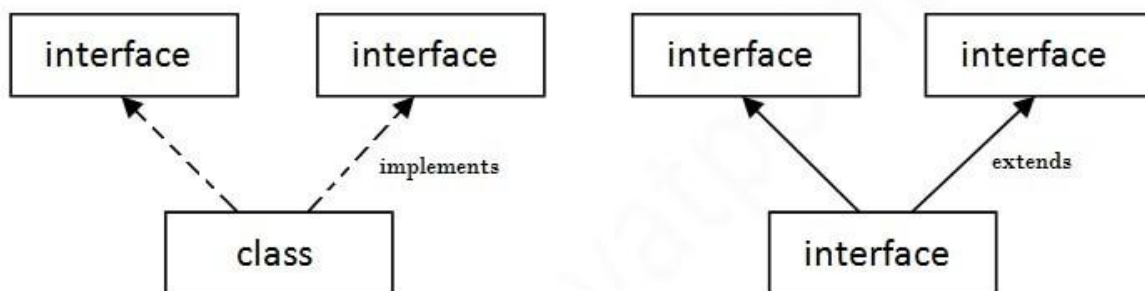 interface interface interface interface
implements extends
class interface